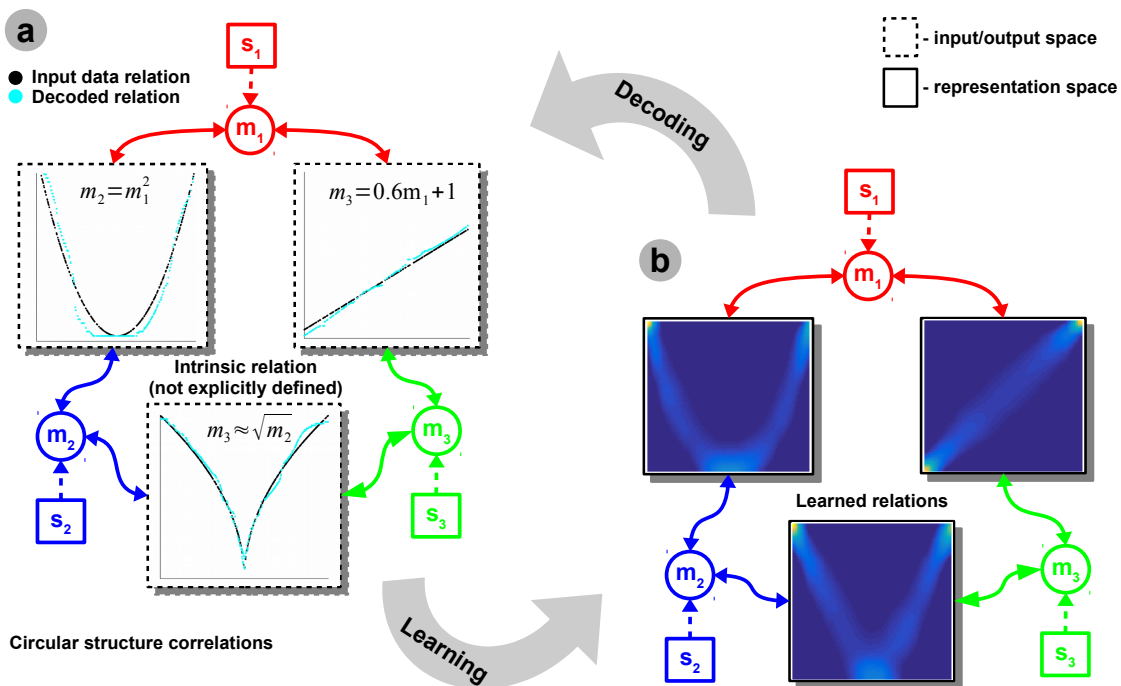 a
s₁
Input data relation
Decoded relation
m₁
m₂=m₁²
m₃=0.6m₁+1
Intrinsic relation
(not explicitly defined)
m₃≈√m₂
m₂
m₃
s₂
s₃
Circular structure correlations
Decoding
Learning
- input/output space
- representation space
b
s₁
m₁
Learned relations
m₂
m₃
s₂
s₃